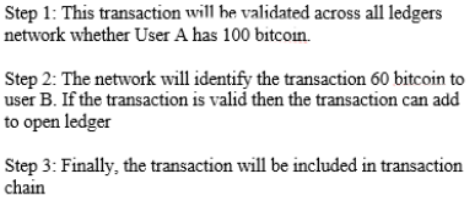 Step 1: This transaction will be validated across all ledgers
network whether User A has 100 bitcoin.
Step 2: The network will identify the transaction 60 bitcoin to
user B. If the transaction is valid then the transaction can add
to open ledger
Step 3: Finally, the transaction will be included in transaction
chain